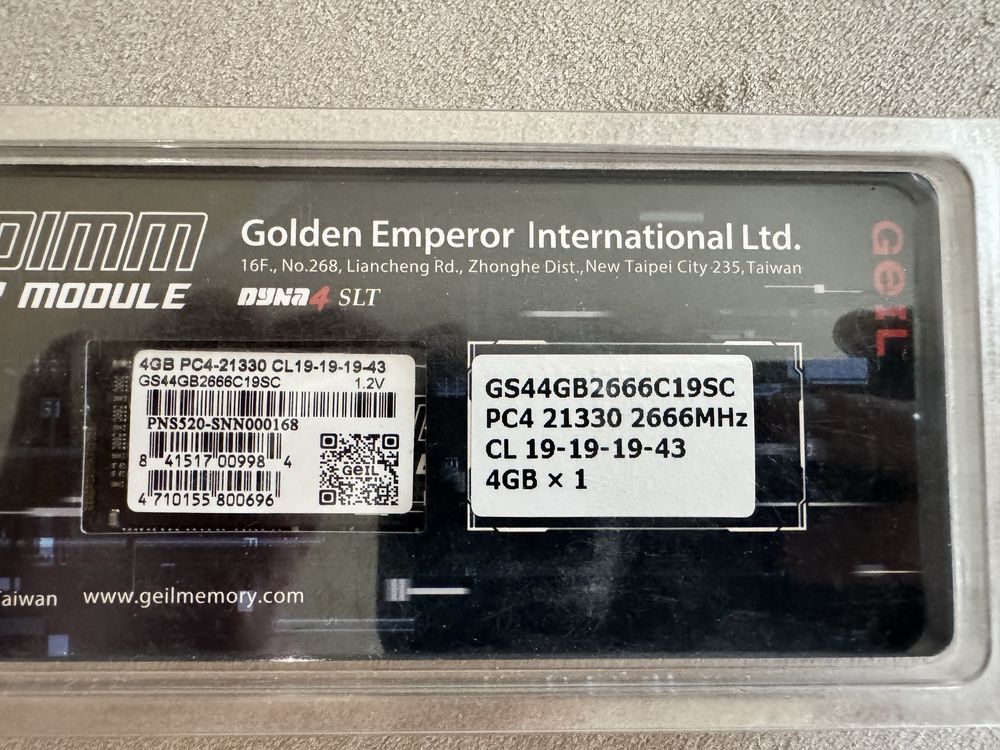 DIMM
MODULE
Golden Emperor International Ltd.
16F., No.268, Liancheng Rd., Zhonghe Dist., New Taipei City 235, Taiwan
DYNA4 SLT
GeIL
4GB PC4-21330 CL19-19-19-43
GS44GB2666C19SC 1.2V
PNS520-SNN000168
8 41517 00998 4
4 710155 800696
GeIL
GS44GB2666C19SC
PC4 21330 2666MHz
CL 19-19-19-43
4GB × 1
aiwan www.geilmemory.com